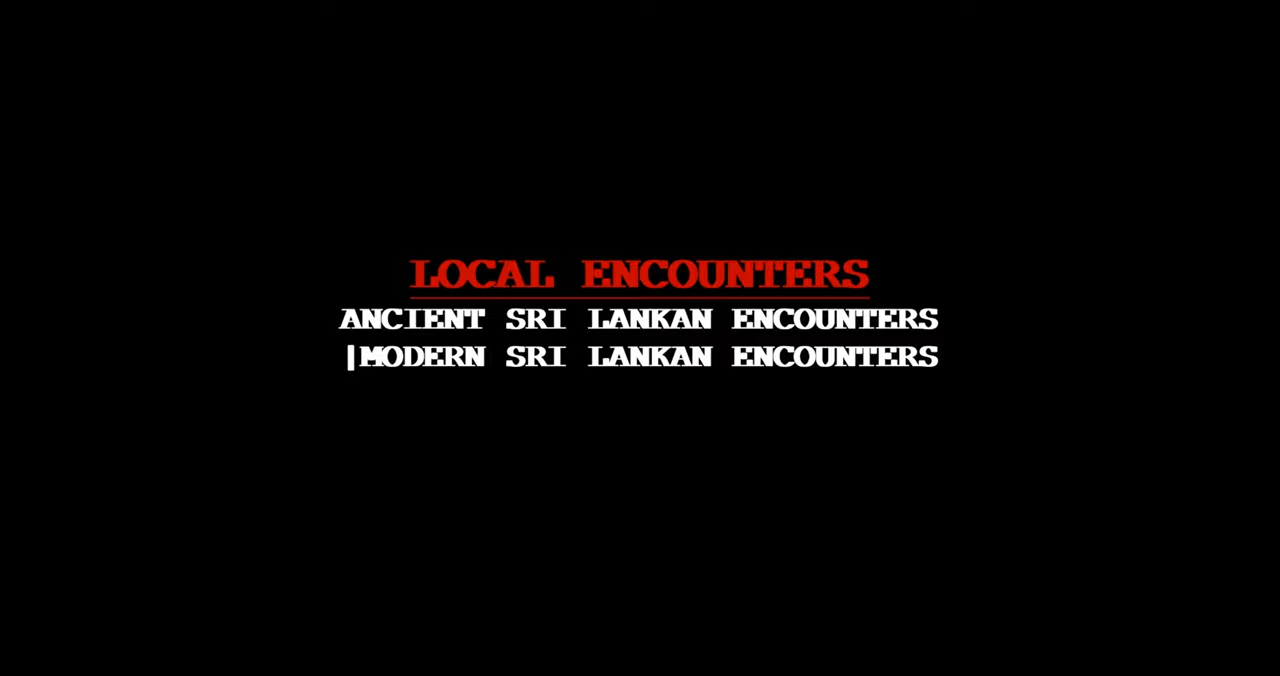 LOCAL ENCOUNTERS
ANCIENT SRI LANKAN ENCOUNTERS
|MODERN SRI LANKAN ENCOUNTERS